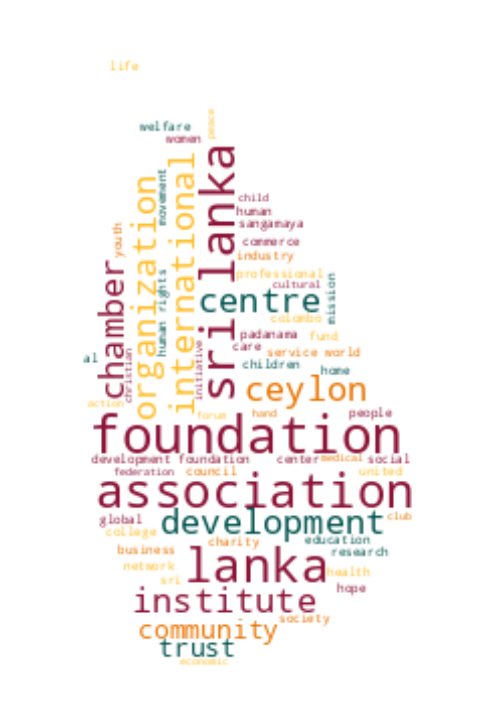 life
peace
welfare
women
sri lanka
international
organization
movement
child
human
sangamaya
youth
commerce
industry
chamber
professional
human rights
cultural
mission
centre
colombo
padanama
fund
initiative
christian
care
service
world
al
children
home
ceylon
action
forum
hand
people
foundation
development foundation
center
medical
social
federation
council
united
association
global
development
club
college
charity
education
business
research
lanka
network
health
sri
hope
institute
society
community
trust
economic